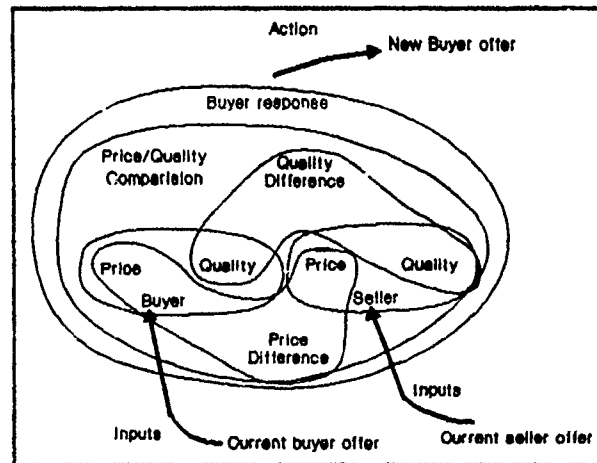 Action
New Buyer offer
Buyer response
Price/Quality
Comparision
Quality
Difference
Price
Quality
Price
Quality
Buyer
Seller
Price
Difference
Inputs
Current buyer offer
Inputs
Current seller offer